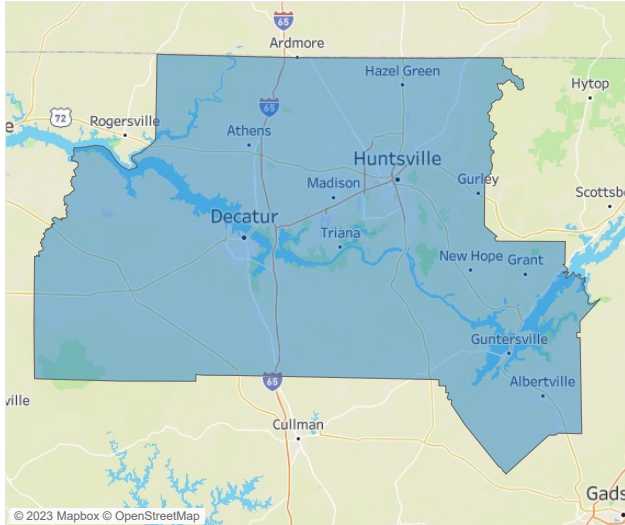 65
Ardmore
Hazel Green
Hytop
65
72
Rogersville
e
Athens
Huntsville
Madison
Gurley
Scottsb
Decatur
Triana
New Hope
Grant
Guntersville
65
Albertville
ville
Cullman
Gads
© 2023 Mapbox © OpenStreetMap